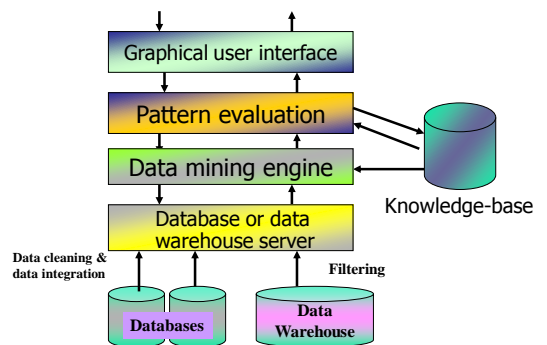 Graphical user interface
Pattern evaluation
Data mining engine
Knowledge-base
Database or data
warehouse server
Data cleaning &
data integration
Filtering
Databases
Data
Warehouse